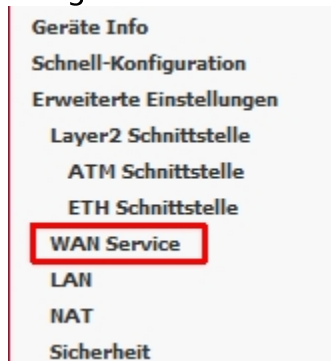 Geräte Info
Schnell-Konfiguration
Erweiterte Einstellungen
Layer2 Schnittstelle
ATM Schnittstelle
ETH Schnittstelle
WAN Service
LAN
NAT
Sicherheit